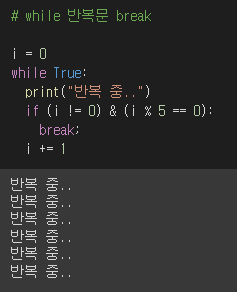 # while 반복문 break

i = 0
while True:
  print("반복 중..")
  if (i != 0) & (i % 5 == 0):
    break;
  i += 1
반복 중..
반복 중..
반복 중..
반복 중..
반복 중..
반복 중..